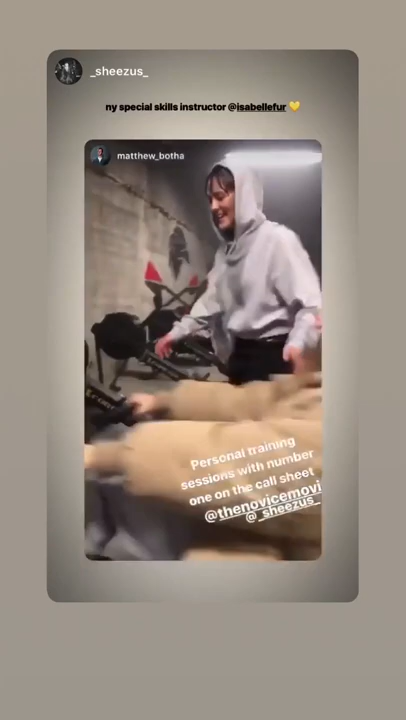 _sheezus_
ny special skills instructor @isabellefur 💛
matthew_botha
Personal training
sessions with number
one on the call sheet
@thenovicemovi
@_sheezus_